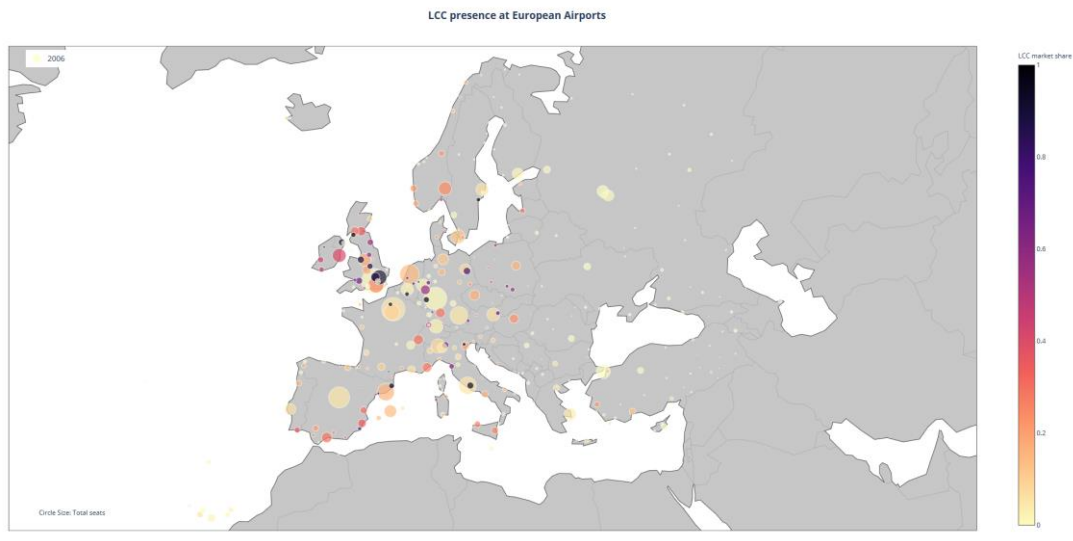 LCC presence at European Airports
2006
LCC market share
1
0.8
0.6
0.4
0.2
0
Circle Size: Total seats